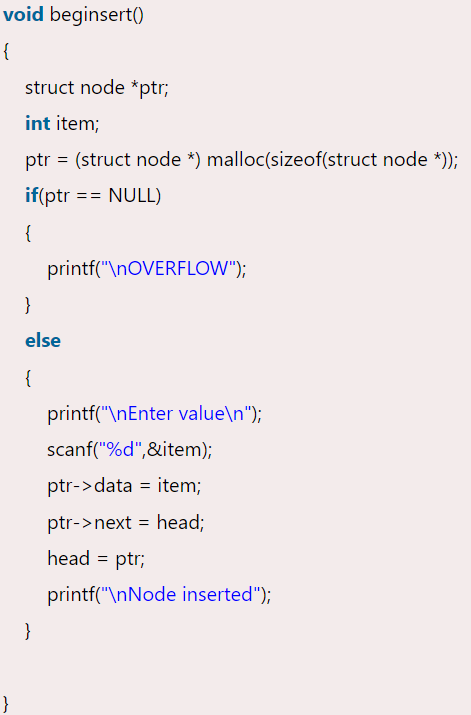 void beginsert()
{
struct node *ptr;
int item;
ptr = (struct node *) malloc(sizeof(struct node *));
if(ptr == NULL)
{
printf("\nOVERFLOW");
}
else
{
printf("\nEnter value\n");
scanf("%d",&item);
ptr->data = item;
ptr->next = head;
head = ptr;
printf("\nNode inserted");
}
}